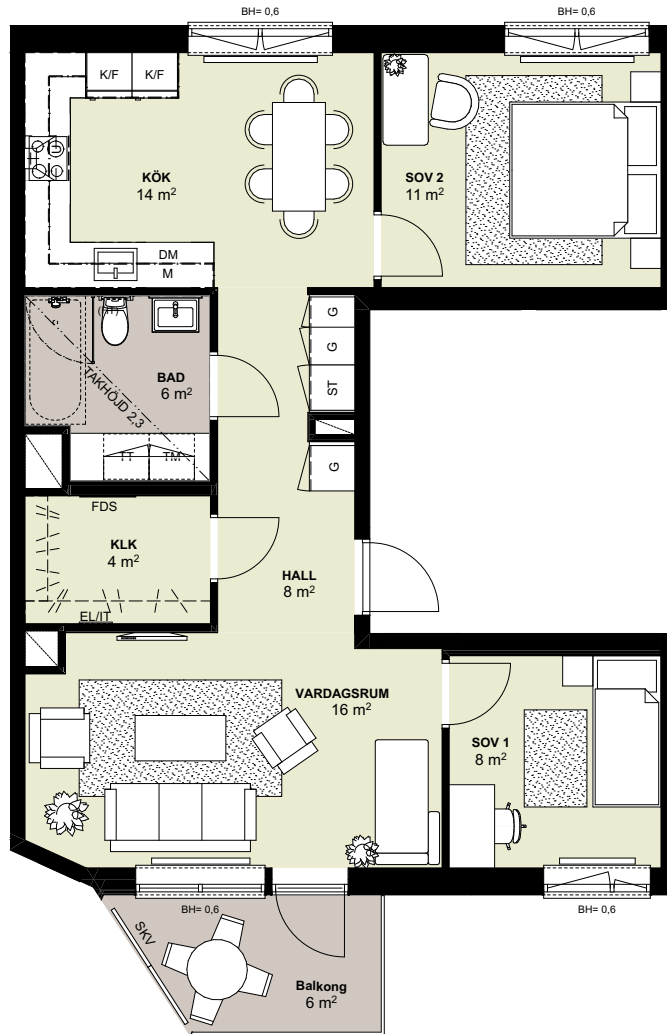 BH= 0,6
BH= 0,6
K/F
K/F
KÖK
14 m²
SOV 2
11 m²
DM
M
G
G
ST
BAD
6 m²
TAKHÖJD 2,3
TT
TM
G
FDS
KLK
4 m²
HALL
8 m²
EL/IT
VARDAGSRUM
16 m²
SOV 1
8 m²
BH= 0,6
BH= 0,6
SKV
Balkong
6 m²